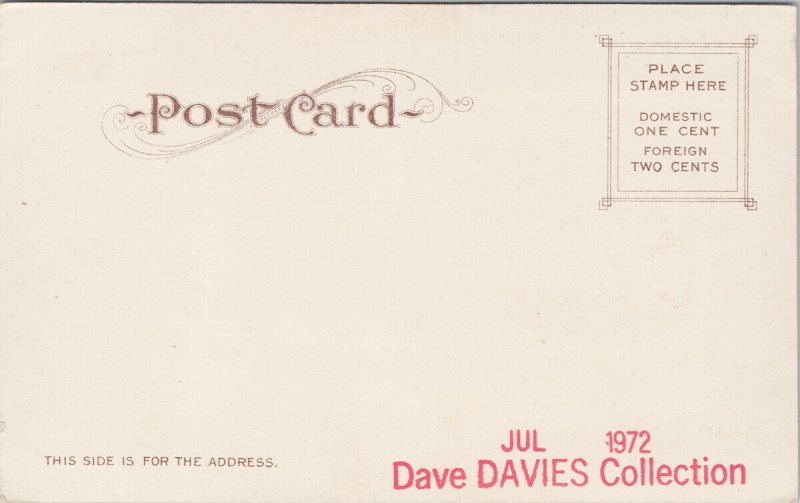 Post Card
PLACE
STAMP HERE
DOMESTIC
ONE CENT
FOREIGN
TWO CENTS
THIS SIDE IS FOR THE ADDRESS.
JUL 1972
Dave DAVIES Collection